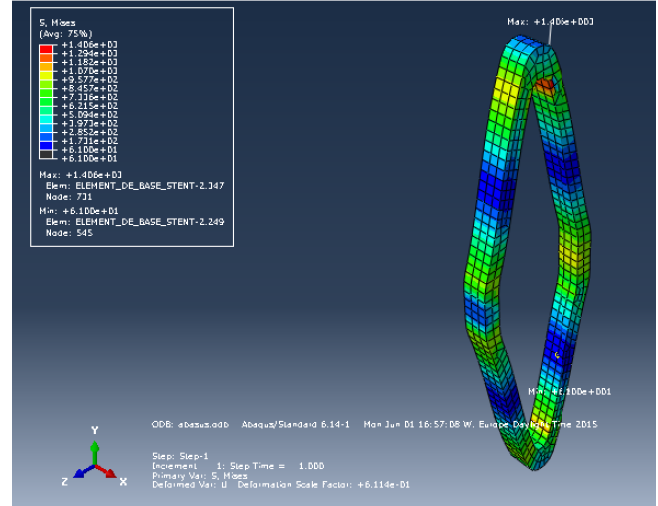 S, Mises
(Avg: 75%)
+1.406e+03
+1.294e+03
+1.182e+03
+1.070e+03
+9.577e+02
+8.457e+02
+7.336e+02
+6.215e+02
+5.094e+02
+3.973e+02
+2.852e+02
+1.731e+02
+6.100e+01
+6.100e+01
Max: +1.406e+03
Elem: ELEMENT_DE_BASE_STENT-2.347
Node: 731
Min: +6.100e+01
Elem: ELEMENT_DE_BASE_STENT-2.249
Node: 545
Max: +1.406e+003
Min: +6.100e+001
ODB: abaqus.odb Abaqus/Standard 6.14-1 Mon Jun 01 16:57:08 W. Europe Daylight Time 2015
Step: Step-1
Increment 1: Step Time = 1.000
Primary Var: S, Mises
Deformed Var: U Deformation Scale Factor: +6.114e-01
Y
Z
X